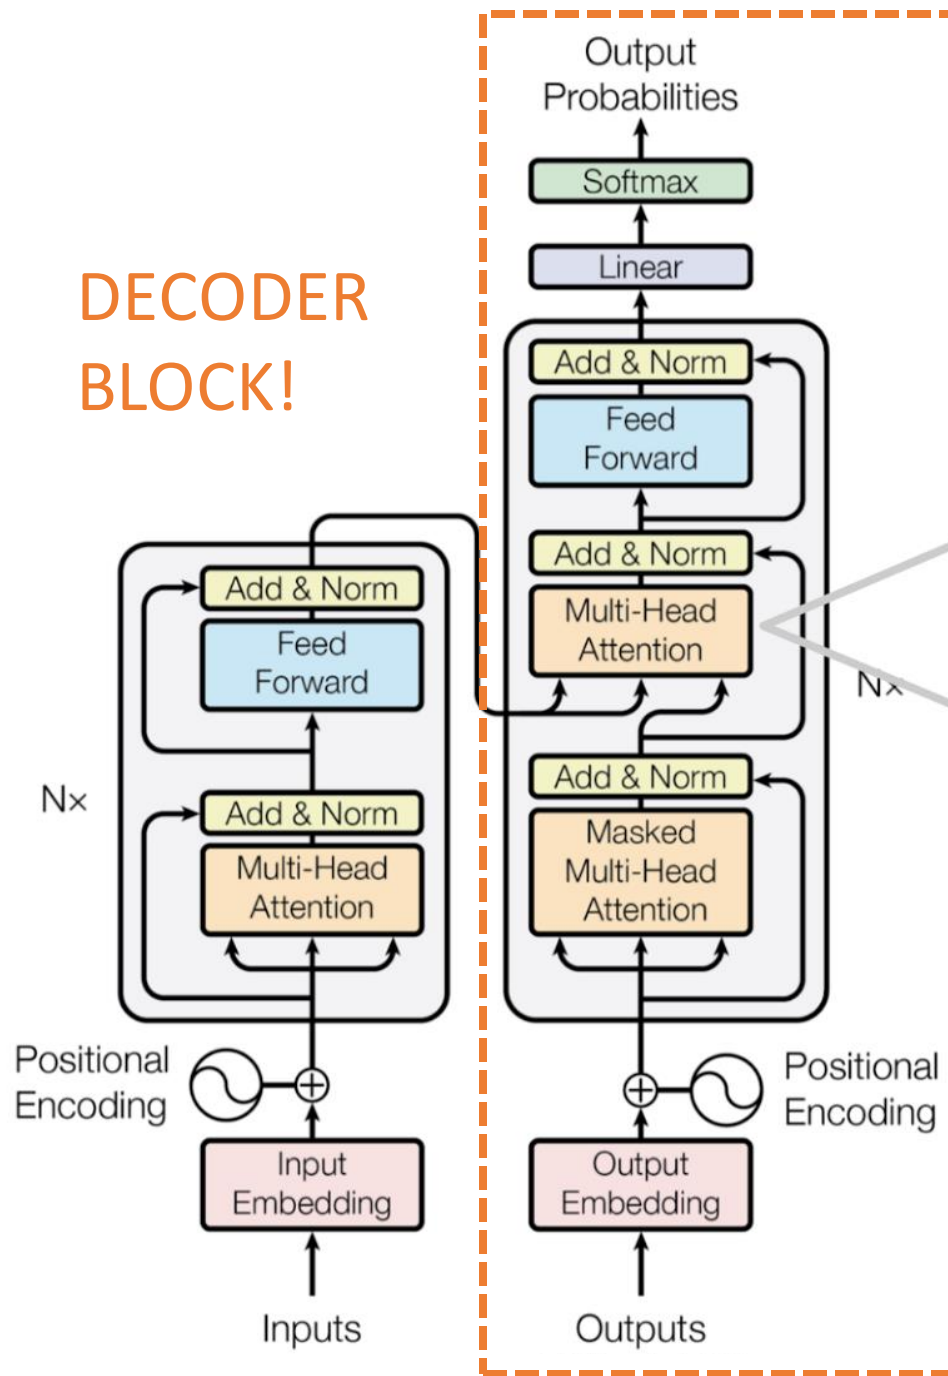 DECODER
BLOCK!
Output
Probabilities
Softmax
Linear
Add & Norm
Feed
Forward
Add & Norm
Multi-Head
Attention
N×
Add & Norm
Masked
Multi-Head
Attention
Positional
Encoding
Output
Embedding
Outputs
Add & Norm
Feed
Forward
N×
Add & Norm
Multi-Head
Attention
Positional
Encoding
Input
Embedding
Inputs